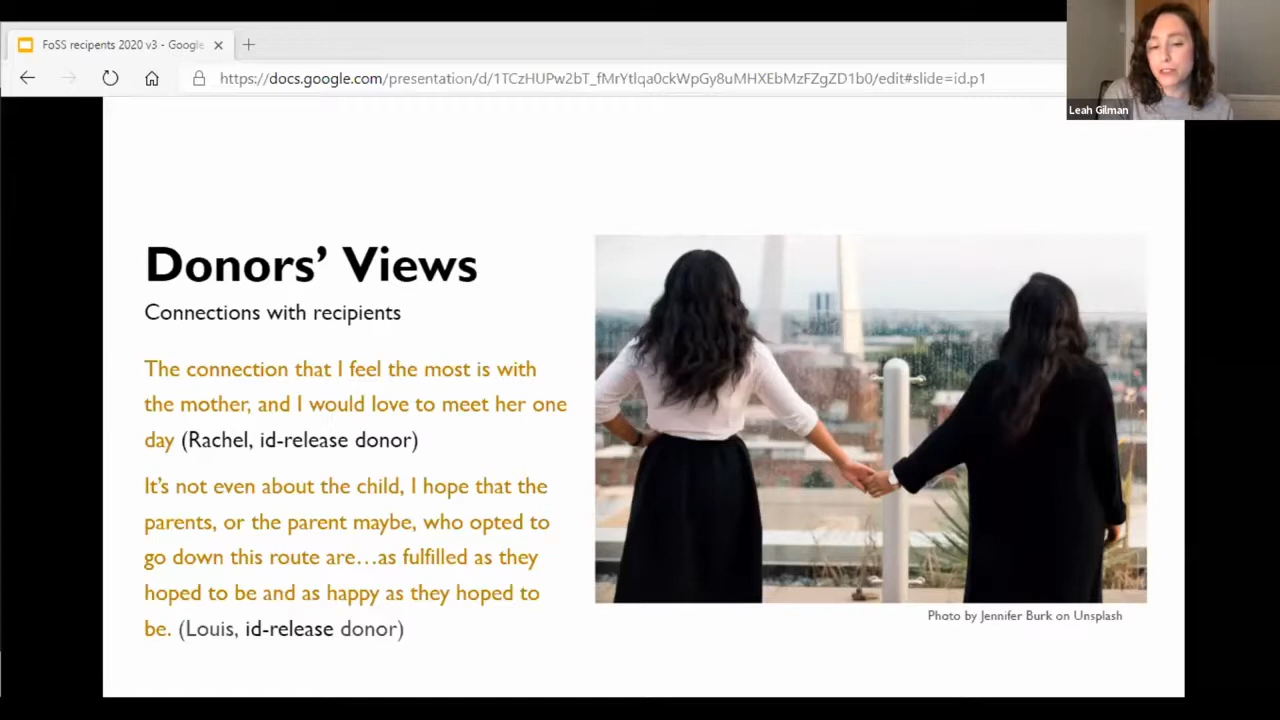 FoSS recipents 2020 v3 - Google
https://docs.google.com/presentation/d/1TCzHUPw2bT_fMrYtlqa0ckWpGy8uMHXEbMzFZgZD1b0/edit#slide=id.p1
Leah Gilman
Donors’ Views
Connections with recipients
The connection that I feel the most is with
the mother, and I would love to meet her one
day (Rachel, id-release donor)
It’s not even about the child, I hope that the
parents, or the parent maybe, who opted to
go down this route are…as fulfilled as they
hoped to be and as happy as they hoped to
be. (Louis, id-release donor)
Photo by Jennifer Burk on Unsplash